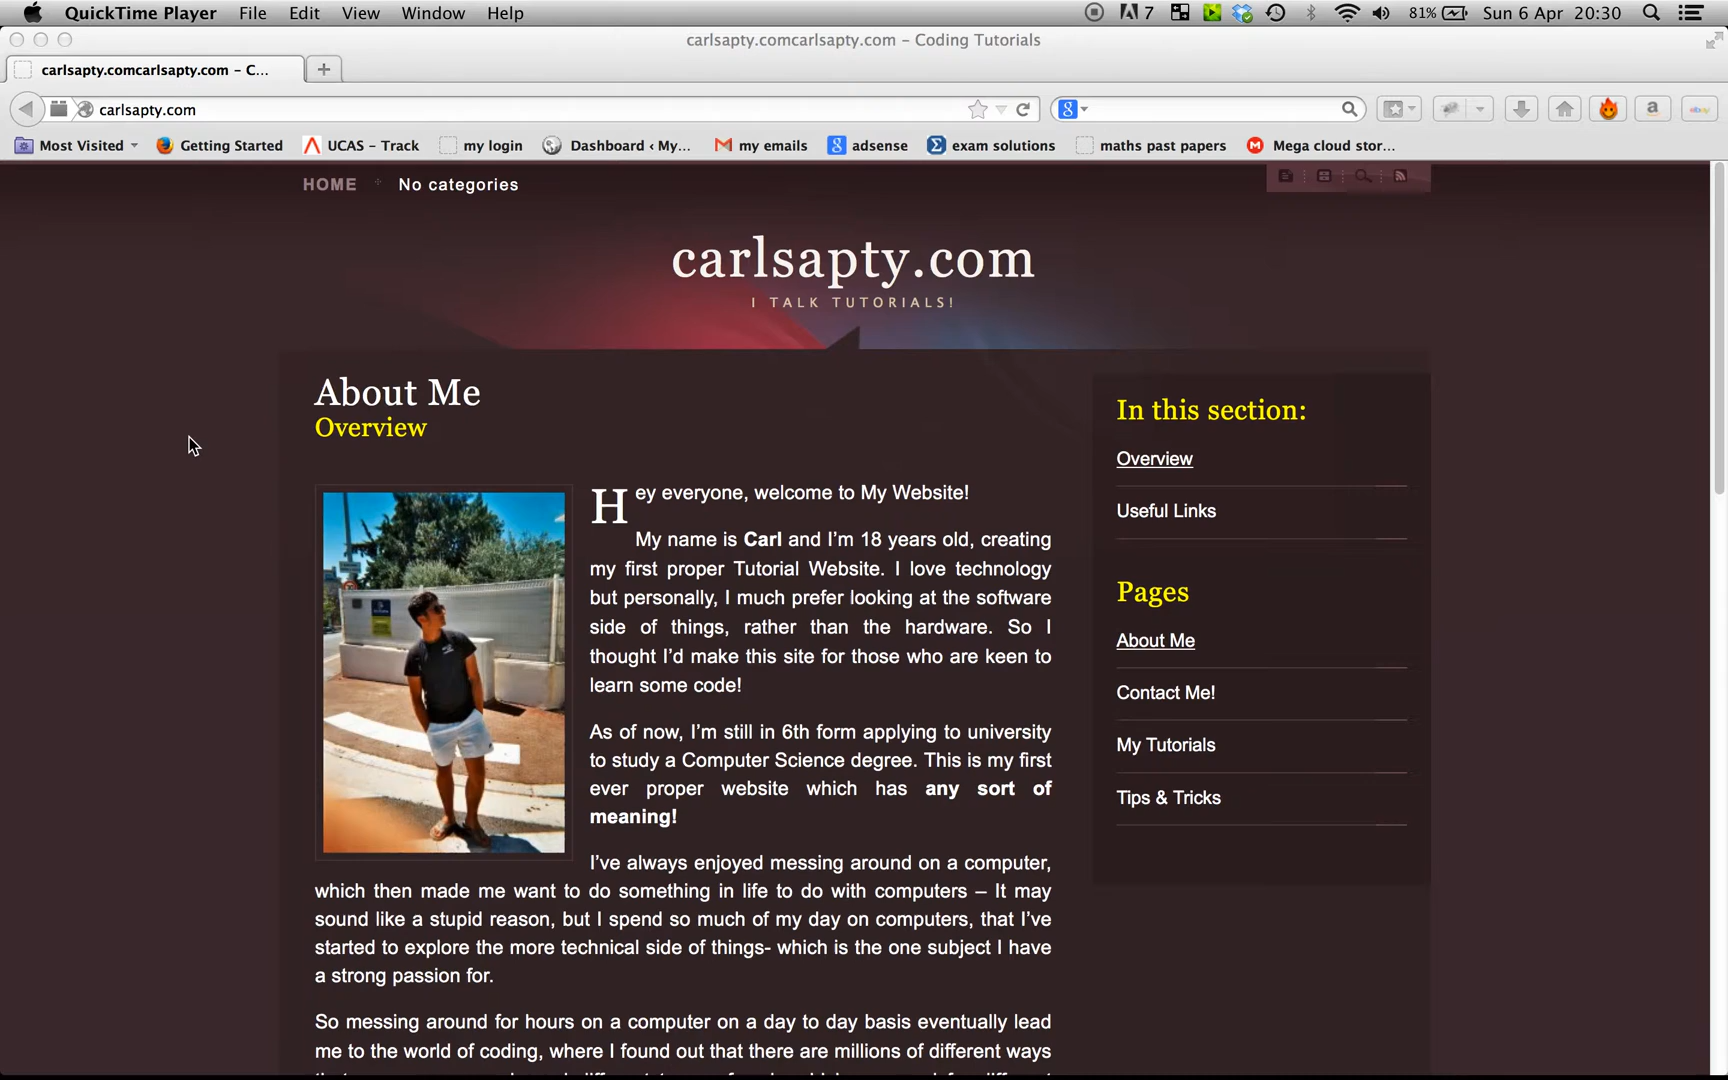 QuickTime Player File Edit View Window Help 7 81% Sun 6 Apr 20:30
carlsapty.comcarlsapty.com – Coding Tutorials
carlsapty.comcarlsapty.com – C...
carlsapty.com
Most Visited Getting Started UCAS – Track my login Dashboard ‹ My... my emails adsense exam solutions maths past papers Mega cloud stor...
HOME No categories
carlsapty.com
I TALK TUTORIALS!
About Me
Overview
Hey everyone, welcome to My Website!
My name is Carl and I'm 18 years old, creating
my first proper Tutorial Website. I love technology
but personally, I much prefer looking at the software
side of things, rather than the hardware. So I
thought I'd make this site for those who are keen to
learn some code!
As of now, I'm still in 6th form applying to university
to study a Computer Science degree. This is my first
ever proper website which has any sort of
meaning!
I've always enjoyed messing around on a computer,
which then made me want to do something in life to do with computers – It may
sound like a stupid reason, but I spend so much of my day on computers, that I've
started to explore the more technical side of things- which is the one subject I have
a strong passion for.
So messing around for hours on a computer on a day to day basis eventually lead
me to the world of coding, where I found out that there are millions of different ways
In this section:
Overview
Useful Links
Pages
About Me
Contact Me!
My Tutorials
Tips & Tricks